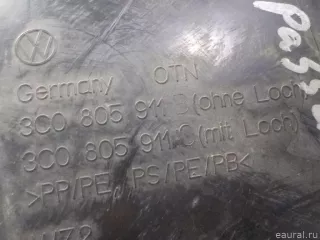 Germany OTN
3C0 805 911 B (ohne Loch)
3C0 805 911 C (mit Loch)
>PP/PE, PS/PE/PB<
eaural.ru